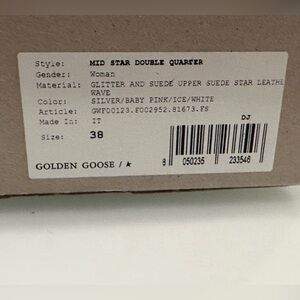 Style: MID STAR DOUBLE QUARTER
Gender: Woman
Material: GLITTER AND SUEDE UPPER SUEDE STAR LEATHE
WAVE
Color: SILVER/BABY PINK/ICE/WHITE
Article: GWF00123.F002952.81673.FS
Made In: IT
DJ
Size: 38
GOLDEN GOOSE /
8 050235 233546